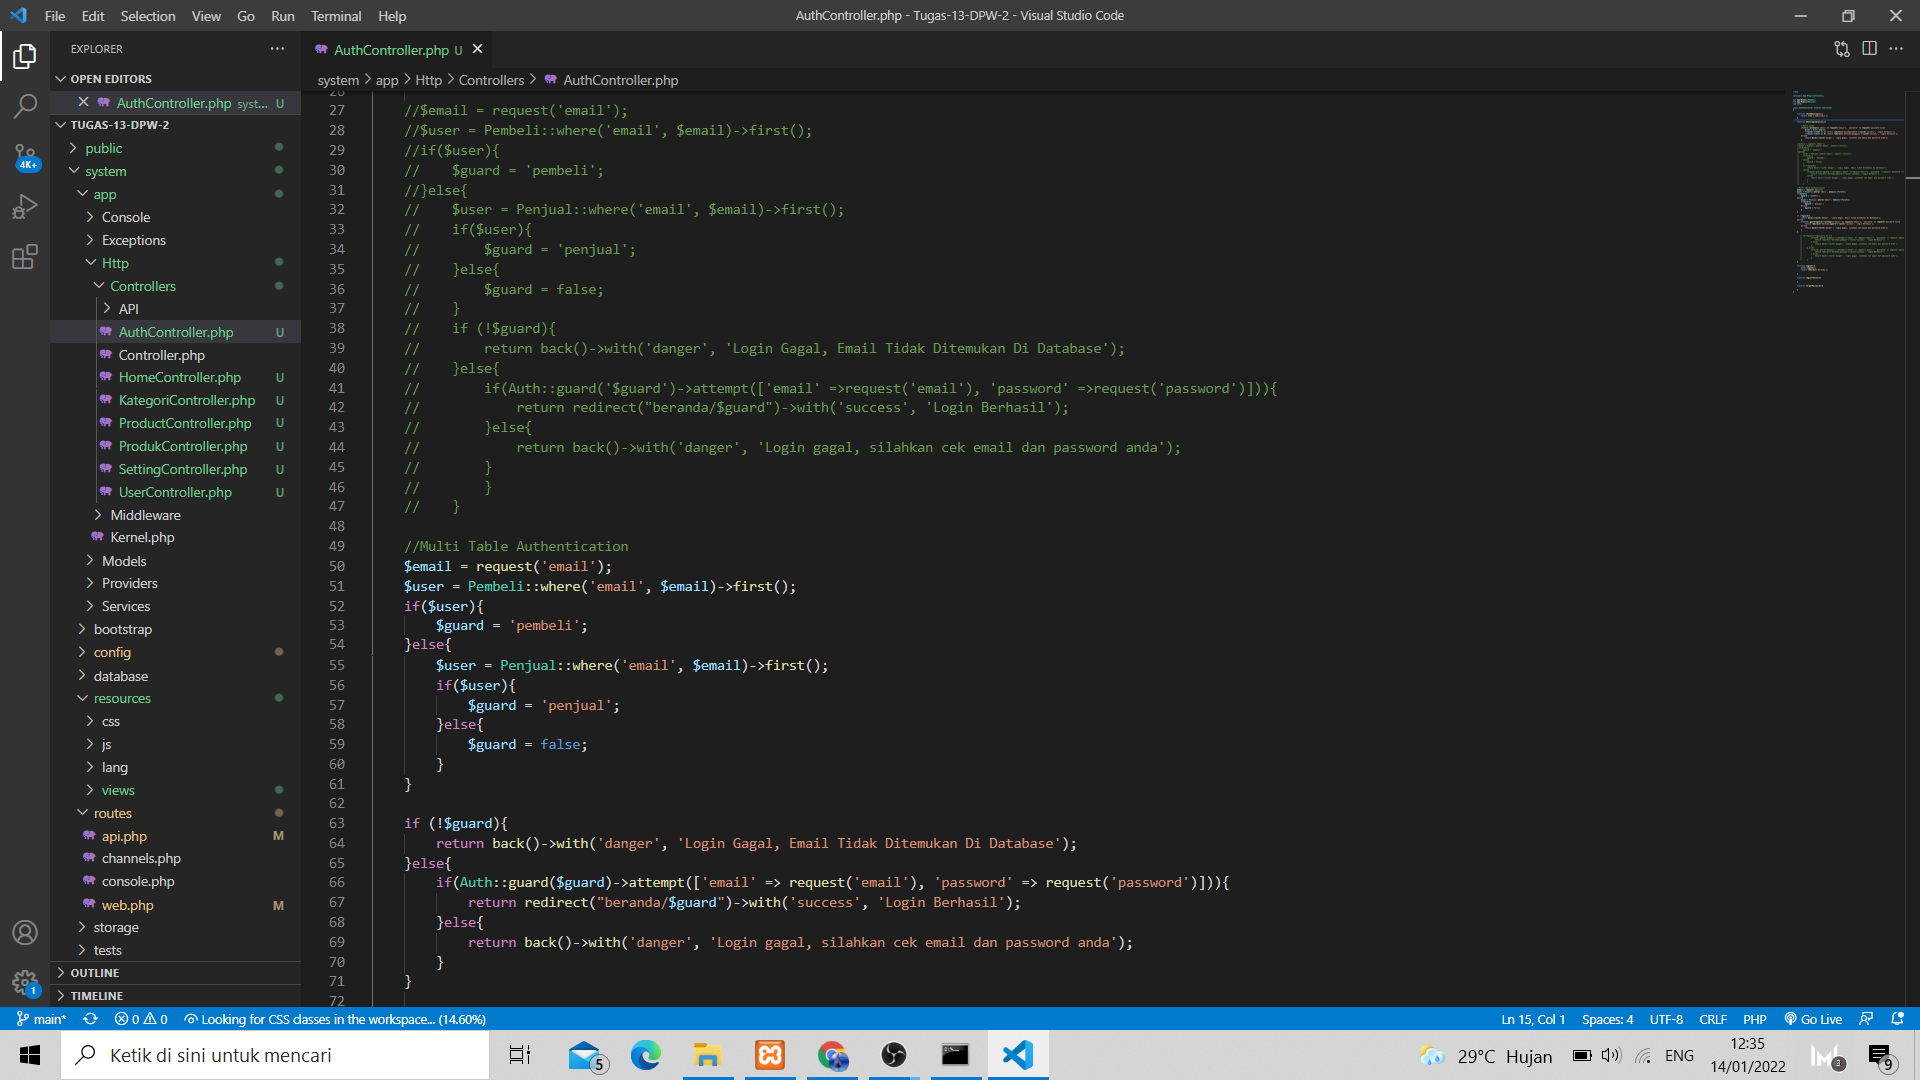 File Edit Selection View Go Run Terminal Help
AuthController.php - Tugas-13-DPW-2 - Visual Studio Code
EXPLORER
OPEN EDITORS
AuthController.php syst... U
TUGAS-13-DPW-2
public
system
app
Console
Exceptions
Http
Controllers
API
AuthController.php U
Controller.php
HomeController.php U
KategoriController.php U
ProductController.php U
ProdukController.php U
SettingController.php U
UserController.php U
Middleware
Kernel.php
Models
Providers
Services
bootstrap
config
database
resources
css
js
lang
views
routes
api.php M
channels.php
console.php
web.php M
storage
tests
OUTLINE
TIMELINE
4K+
1
AuthController.php U
system > app > Http > Controllers > AuthController.php
26
27 //$email = request('email');
28 //$user = Pembeli::where('email', $email)->first();
29 //if($user){
30 //    $guard = 'pembeli';
31 //}else{
32 //    $user = Penjual::where('email', $email)->first();
33 //    if($user){
34 //        $guard = 'penjual';
35 //    }else{
36 //        $guard = false;
37 //    }
38 //    if (!$guard){
39 //        return back()->with('danger', 'Login Gagal, Email Tidak Ditemukan Di Database');
40 //    }else{
41 //        if(Auth::guard('$guard')->attempt(['email' =>request('email'), 'password' =>request('password')])){
42 //            return redirect("beranda/$guard")->with('success', 'Login Berhasil');
43 //        }else{
44 //            return back()->with('danger', 'Login gagal, silahkan cek email dan password anda');
45 //        }
46 //        }
47 //    }
48
49 //Multi Table Authentication
50 $email = request('email');
51 $user = Pembeli::where('email', $email)->first();
52 if($user){
53     $guard = 'pembeli';
54 }else{
55     $user = Penjual::where('email', $email)->first();
56     if($user){
57         $guard = 'penjual';
58     }else{
59         $guard = false;
60     }
61 }
62
63 if (!$guard){
64     return back()->with('danger', 'Login Gagal, Email Tidak Ditemukan Di Database');
65 }else{
66     if(Auth::guard($guard)->attempt(['email' => request('email'), 'password' => request('password')])){
67         return redirect("beranda/$guard")->with('success', 'Login Berhasil');
68     }else{
69         return back()->with('danger', 'Login gagal, silahkan cek email dan password anda');
70     }
71 }
72
main* 0 0 Looking for CSS classes in the workspace... (14.60%)
Ln 15, Col 1 Spaces: 4 UTF-8 CRLF PHP Go Live
Ketik di sini untuk mencari
5
29°C Hujan ENG
12:35
14/01/2022
3
9